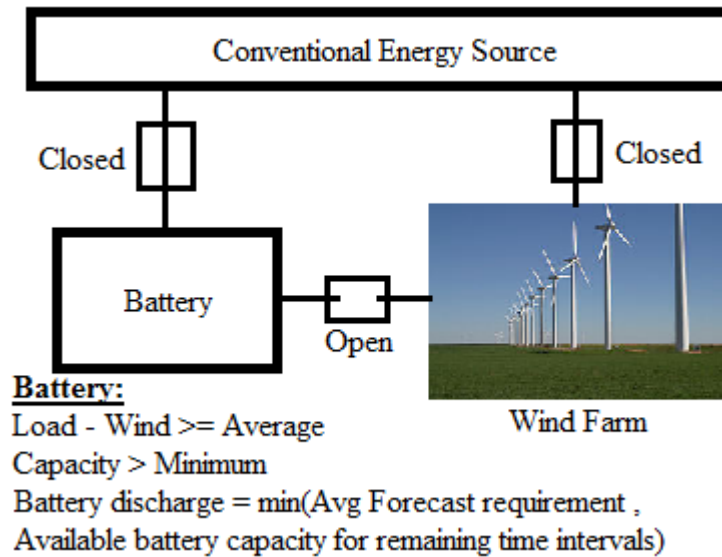 Conventional Energy Source
Closed
Closed
Battery
Open
Wind Farm
Battery:
Load - Wind >= Average
Capacity > Minimum
Battery discharge = min(Avg Forecast requirement ,
Available battery capacity for remaining time intervals)